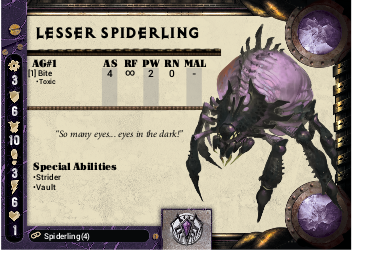 LESSER SPIDERLING
AG#1 AS RF PW RN MAL
[1] Bite 4 ∞ 2 0 -
•Toxic
3
6
10
3
6
1
"So many eyes... eyes in the dark!"
Special Abilities
•Strider
•Vault
Spiderling(4)